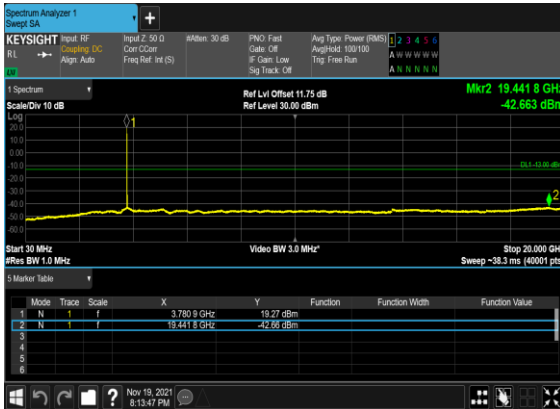 Spectrum Analyzer 1
Swept SA
+
KEYSIGHT Input: RF Input Z: 50 Ω #Atten: 30 dB PNO: Fast Avg Type: Power (RMS) 1 2 3 4 5 6
RL Coupling: DC Corr CCorr Gate: Off Avg|Hold: 100/100 A W W W W W
Align: Auto Freq Ref: Int (S) IF Gain: Low Trig: Free Run
Sig Track: Off A N N N N N
1 Spectrum Ref Lvl Offset 11.75 dB Mkr2 19.441 8 GHz
Scale/Div 10 dB Ref Level 30.00 dBm -42.663 dBm
Log
1
20.0
10.0
0.00
-10.0 DL1 -13.00 dBm
-20.0
-30.0
-40.0 2
-50.0
-60.0
Start 30 MHz Video BW 3.0 MHz* Stop 20.000 GHz
#Res BW 1.0 MHz Sweep ~38.3 ms (40001 pts)
5 Marker Table
Mode Trace Scale X Y Function Function Width Function Value
1 N 1 f 3.780 9 GHz 19.27 dBm
2 N 1 f 19.441 8 GHz -42.66 dBm
3
4
5
6
? Nov 19, 2021
8:13:47 PM